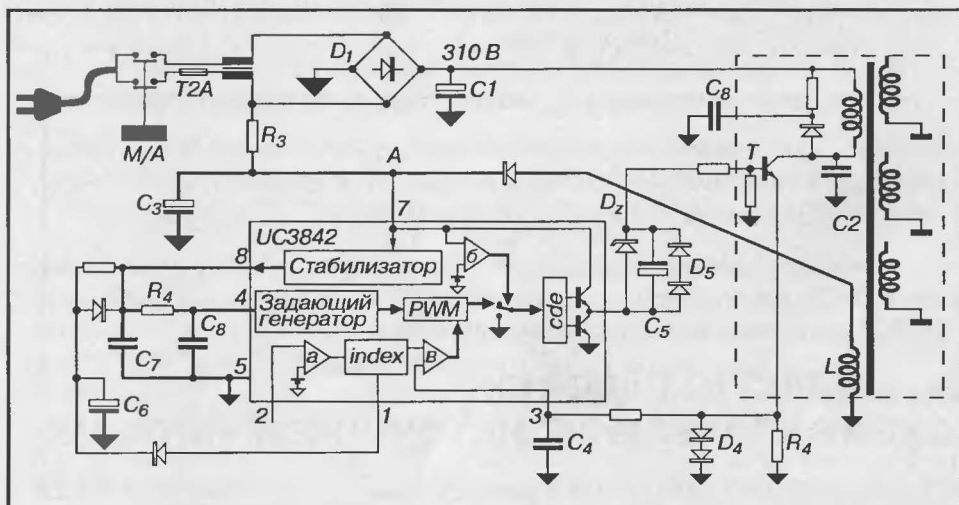 D₁
310 В
C1
T2A
M/A
R₃
C₈
A
T
C₃
7
C2
UC3842
D_z
8
Стабилизатор
б
D₅
R₄
4
Задающий
генератор
PWM
cde
C₈
C₅
C₇
5
а
index
в
L
C₆
2
1
3
C₄
D₄
R₄